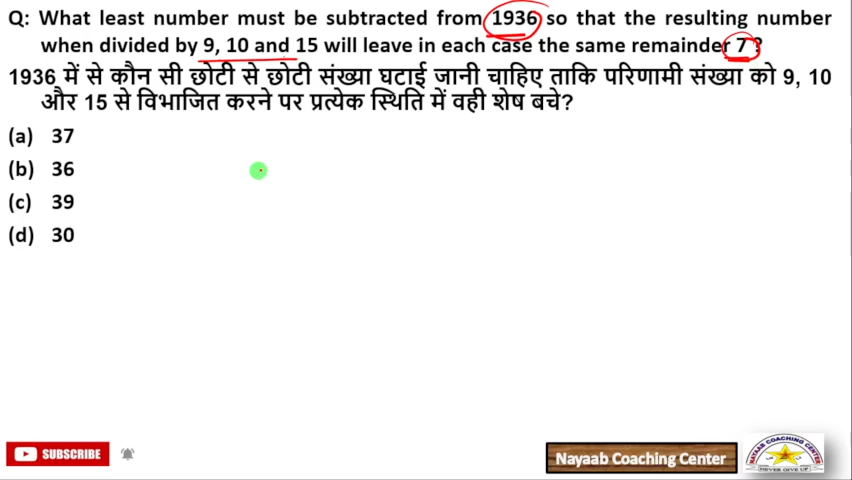 Q: What least number must be subtracted from 1936 so that the resulting number
when divided by 9, 10 and 15 will leave in each case the same remainder 7 ?
1936 में से कौन सी छोटी से छोटी संख्या घटाई जानी चाहिए ताकि परिणामी संख्या को 9, 10
और 15 से विभाजित करने पर प्रत्येक स्थिति में वही शेष बचे?
(a) 37
(b) 36
(c) 39
(d) 30
SUBSCRIBE
Nayaab Coaching Center
NAYAAB COACHING CENTER
NEVER GIVE UP